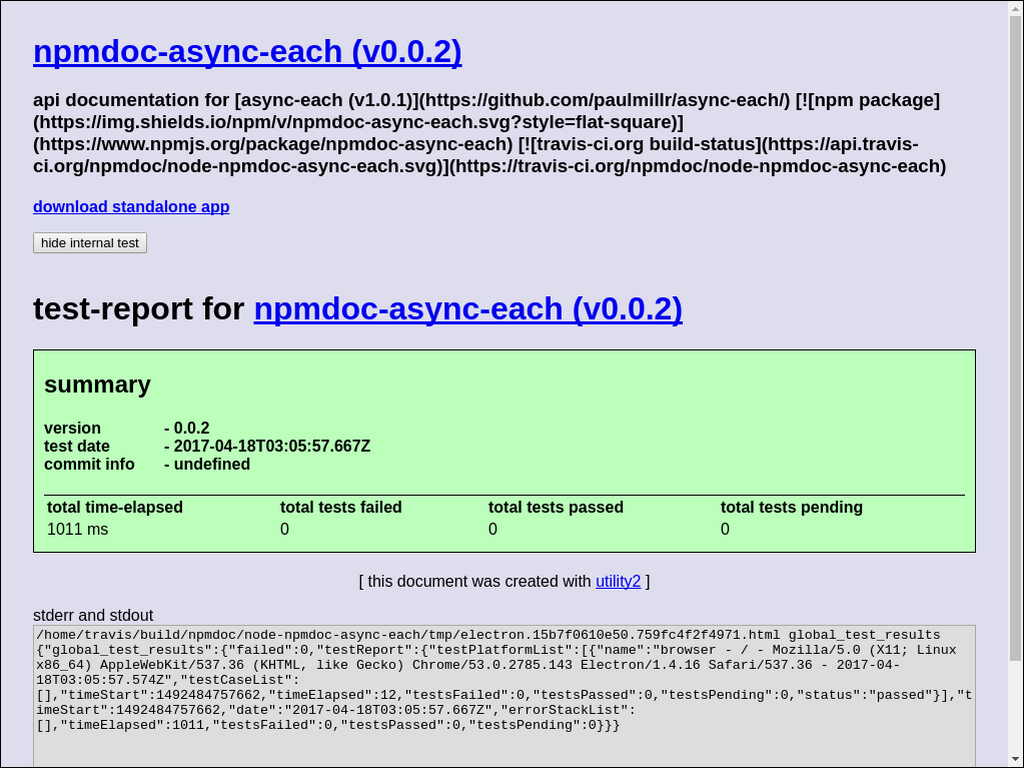 npmdoc-async-each (v0.0.2)
api documentation for [async-each (v1.0.1)](https://github.com/paulmillr/async-each/) [![npm package]
(https://img.shields.io/npm/v/npmdoc-async-each.svg?style=flat-square)]
(https://www.npmjs.org/package/npmdoc-async-each) [![travis-ci.org build-status](https://api.travis-
ci.org/npmdoc/node-npmdoc-async-each.svg)](https://travis-ci.org/npmdoc/node-npmdoc-async-each)
download standalone app
hide internal test
test-report for npmdoc-async-each (v0.0.2)
summary
version - 0.0.2
test date - 2017-04-18T03:05:57.667Z
commit info - undefined
total time-elapsed total tests failed total tests passed total tests pending
1011 ms 0 0 0
[ this document was created with utility2 ]
stderr and stdout
/home/travis/build/npmdoc/node-npmdoc-async-each/tmp/electron.15b7f0610e50.759fc4f2f4971.html global_test_results
{"global_test_results":{"failed":0,"testReport":{"testPlatformList":[{"name":"browser - / - Mozilla/5.0 (X11; Linux
x86_64) AppleWebKit/537.36 (KHTML, like Gecko) Chrome/53.0.2785.143 Electron/1.4.16 Safari/537.36 - 2017-04-
18T03:05:57.574Z","testCaseList":
[],"timeStart":1492484757662,"timeElapsed":12,"testsFailed":0,"testsPassed":0,"testsPending":0,"status":"passed"}],"t
imeStart":1492484757662,"date":"2017-04-18T03:05:57.667Z","errorStackList":
[],"timeElapsed":1011,"testsFailed":0,"testsPassed":0,"testsPending":0}}}